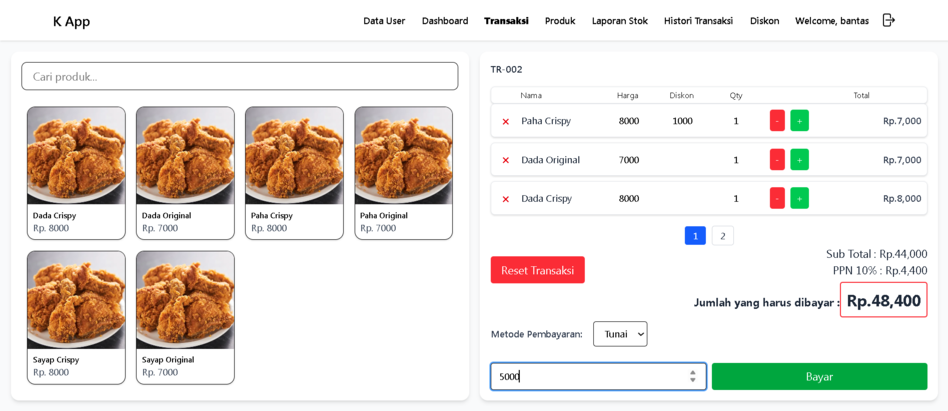 K App
Data User Dashboard Transaksi Produk Laporan Stok Histori Transaksi Diskon Welcome, bantas
Cari produk...
Dada Crispy
Rp. 8000
Dada Original
Rp. 7000
Paha Crispy
Rp. 8000
Paha Original
Rp. 7000
Sayap Crispy
Rp. 8000
Sayap Original
Rp. 7000
TR-002
Nama Harga Diskon Qty Total
× Paha Crispy 8000 1000 1 - + Rp.7,000
× Dada Original 7000 1 - + Rp.7,000
× Dada Crispy 8000 1 - + Rp.8,000
1 2
Sub Total : Rp.44,000
Reset Transaksi
PPN 10% : Rp.4,400
Jumlah yang harus dibayar : Rp.48,400
Metode Pembayaran: Tunai
5000
Bayar